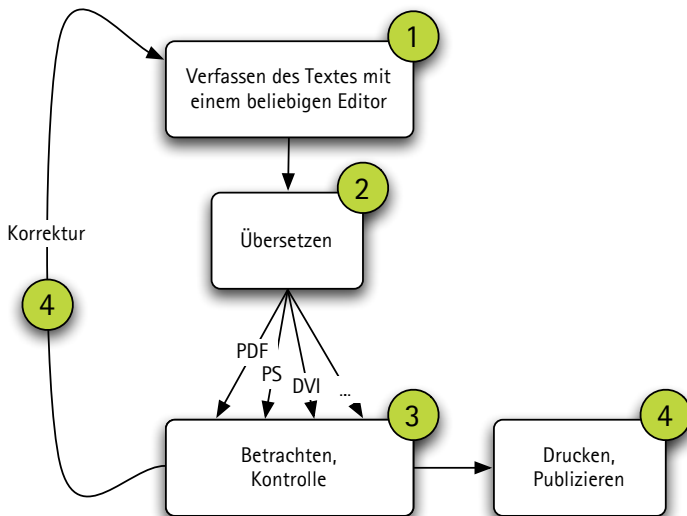 1
Verfassen des Textes mit
einem beliebigen Editor
2
Übersetzen
Korrektur
4
PDF
PS
DVI
...
3
Betrachten,
Kontrolle
4
Drucken,
Publizieren